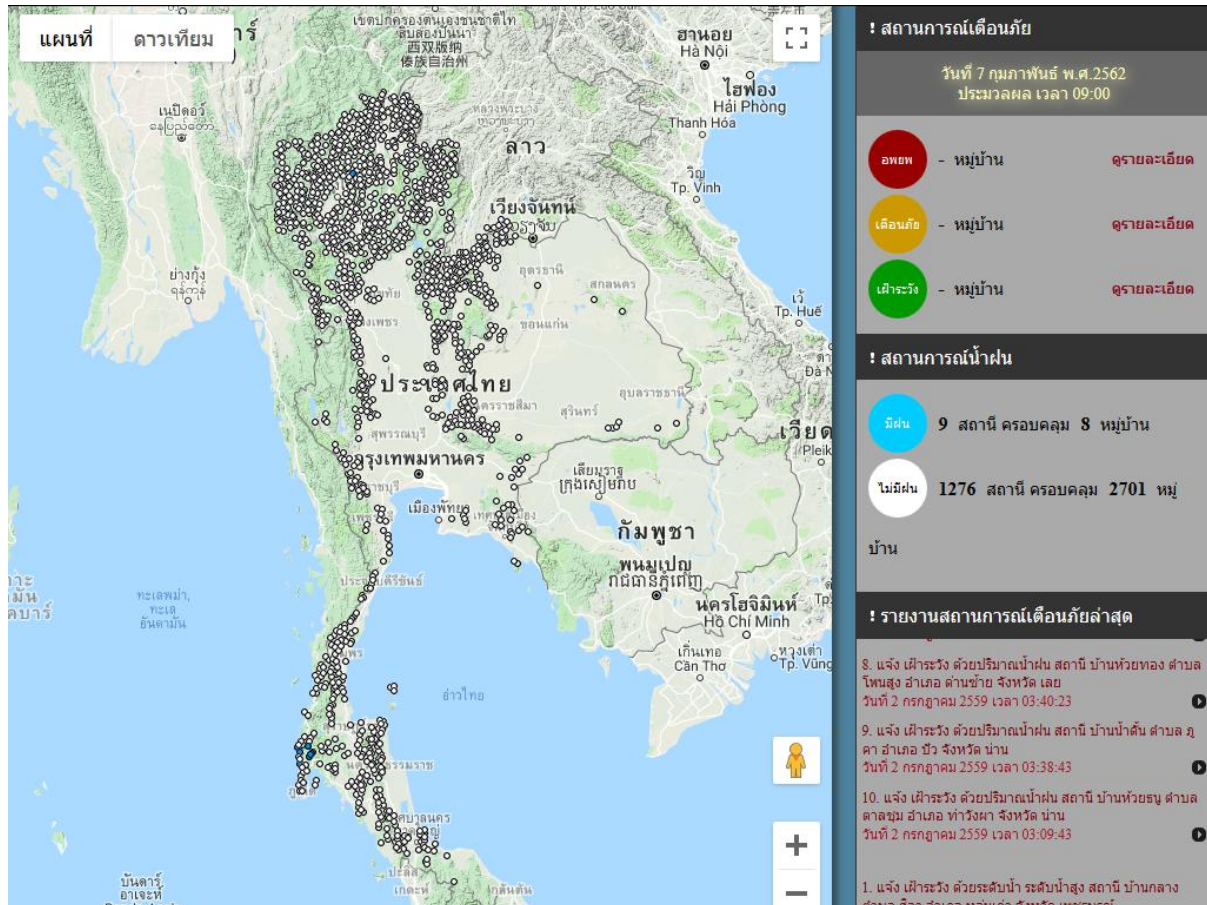 แผนที่
ดาวเทียม
เขตปกครองตนเองชนชาติไท
สิบสองปันนา
西双版纳
傣族自治州
ฮานอย
Hà Nội
ไฮฟอง
Hải Phòng
Thanh Hóa
เนปิดอว์
ลาว
วิญ
Tp. Vinh
เวียงจันทน์
ย่างกุ้ง
ရန်ကုန်
อุดรธานี
สกลนคร
ขอนแก่น
เว้
Tp. Huế
ประเทศไทย
อุบลราชธานี
สุรินทร์
สุพรรณบุรี
กรุงเทพมหานคร
เมืองพัทยา
เสียมราฐ
กัมพูชา
พนมเปญ
ราชธานีภ្នំពេញ
นครโฮจิมินห์
Hồ Chí Minh
เกิ่นเทอ
Cần Thơ
Tp. Vũng
ทะเลพม่า,
ทะเล
อันดามัน
อ่าวไทย
บันดาร์
อาเจะห์
! สถานการณ์เตือนภัย
วันที่ 7 กุมภาพันธ์ พ.ศ.2562
ประมวลผล เวลา 09:00
อพยพ - หมู่บ้าน ดูรายละเอียด
เตือนภัย - หมู่บ้าน ดูรายละเอียด
เฝ้าระวัง - หมู่บ้าน ดูรายละเอียด
! สถานการณ์น้ำฝน
มีฝน 9 สถานี ครอบคลุม 8 หมู่บ้าน
ไม่มีฝน 1276 สถานี ครอบคลุม 2701 หมู่
บ้าน
! รายงานสถานการณ์เตือนภัยล่าสุด
8. แจ้ง เฝ้าระวัง ด้วยปริมาณน้ำฝน สถานี บ้านห้วยทอง ตำบล
โพนสูง อำเภอ ด่านซ้าย จังหวัด เลย
วันที่ 2 กรกฎาคม 2559 เวลา 03:40:23
9. แจ้ง เฝ้าระวัง ด้วยปริมาณน้ำฝน สถานี บ้านน้ำดั้น ตำบล ภู
คา อำเภอ ปัว จังหวัด น่าน
วันที่ 2 กรกฎาคม 2559 เวลา 03:38:43
10. แจ้ง เฝ้าระวัง ด้วยปริมาณน้ำฝน สถานี บ้านห้วยธนู ตำบล
ตาลชุม อำเภอ ท่าวังผา จังหวัด น่าน
วันที่ 2 กรกฎาคม 2559 เวลา 03:09:43
1. แจ้ง เฝ้าระวัง ด้วยระดับน้ำ ระดับน้ำสูง สถานี บ้านกลาง